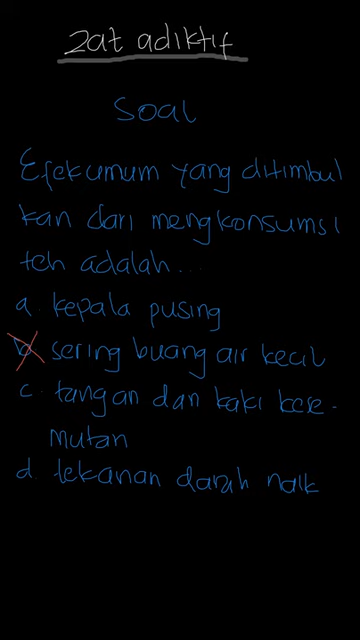 Zat adiktif
Soal
Efek umum yang ditimbul
kan dari mengkonsumsi
teh adalah...
a. kepala pusing
b. sering buang air kecil
c. tangan dan kaki kese-
mutan
d. tekanan darah naik